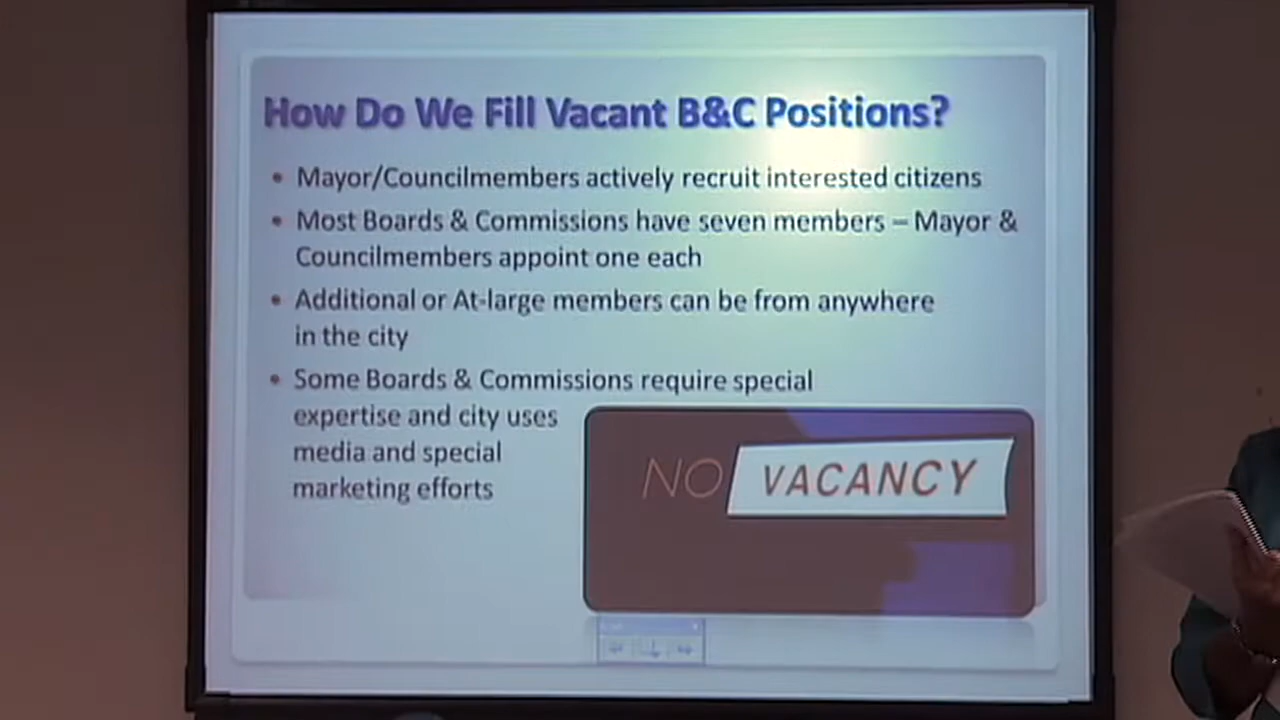 How Do We Fill Vacant B&C Positions?
• Mayor/Councilmembers actively recruit interested citizens
• Most Boards & Commissions have seven members – Mayor &
Councilmembers appoint one each
• Additional or At-large members can be from anywhere
in the city
• Some Boards & Commissions require special
expertise and city uses
media and special
marketing efforts
NO VACANCY